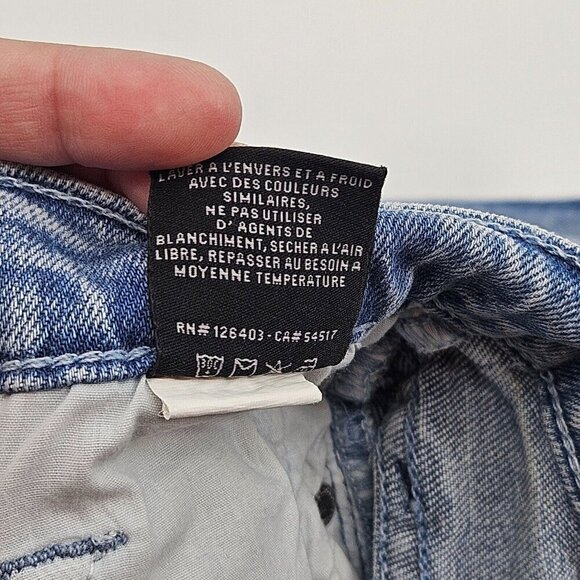 LAVER À L'ENVERS ET A FROID
AVEC DES COULEURS
SIMILAIRES,
NE PAS UTILISER
D' AGENTS DE
BLANCHIMENT, SECHER A L'AIR
LIBRE, REPASSER AU BESOIN A
MOYENNE TEMPERATURE
RN# 126403 - CA# 54517
30C